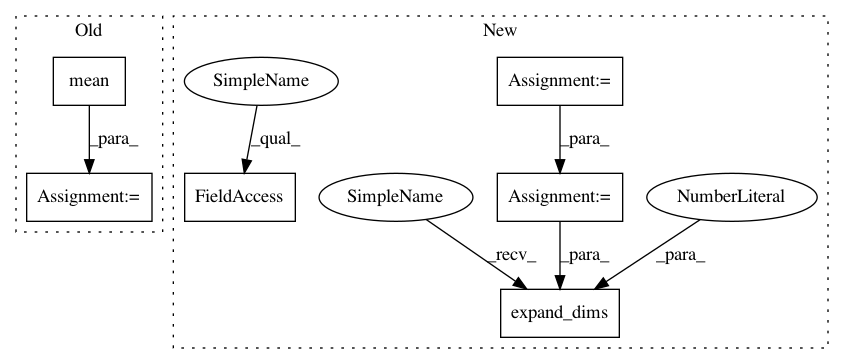 Old
New
mean
SimpleName
Assignment:=
_para_
_qual_
_para_
Assignment:=
FieldAccess
SimpleName
Assignment:=
NumberLiteral
_recv_
_para_
_para_
expand_dims